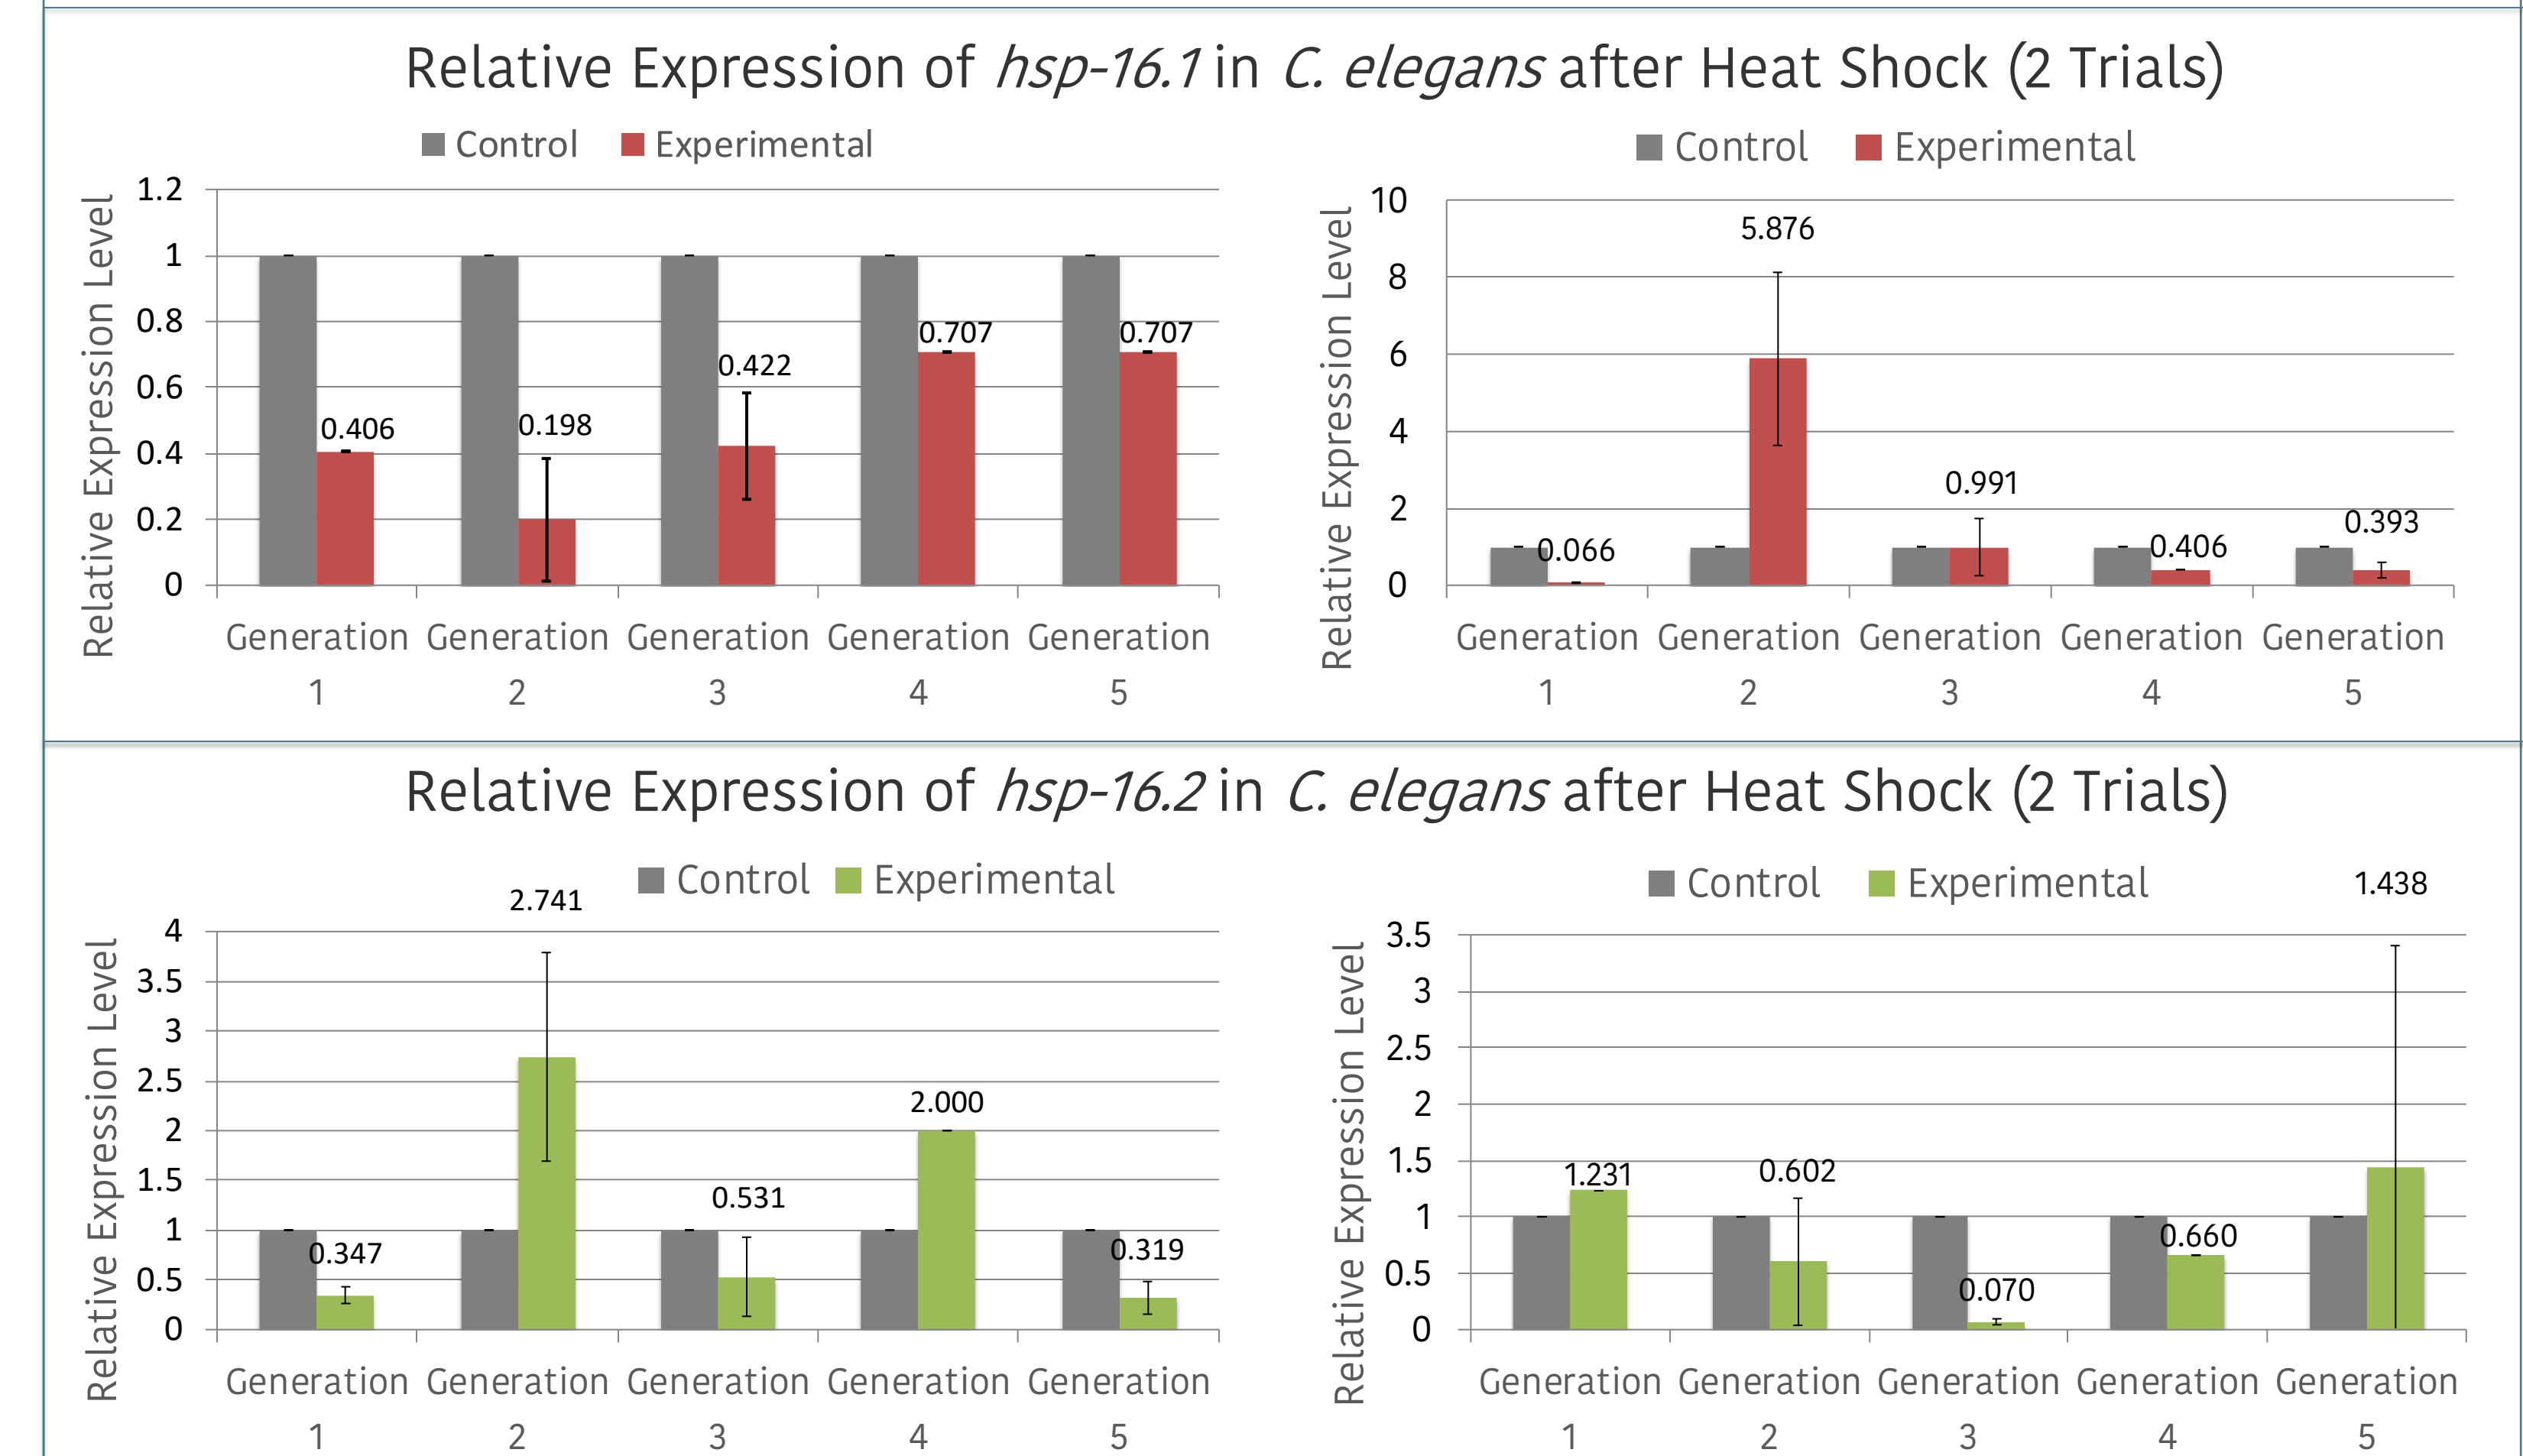 Relative Expression of hsp-16.1 in C. elegans after Heat Shock (2 Trials)
Control Experimental
Relative Expression Level
1.2
1
0.8
0.6
0.4
0.2
0
0.406
0.198
0.422
0.707
0.707
Generation Generation Generation Generation Generation
1 2 3 4 5
Control Experimental
Relative Expression Level
10
8
6
4
2
0
0.066
5.876
0.991
0.406
0.393
Generation Generation Generation Generation Generation
1 2 3 4 5
Relative Expression of hsp-16.2 in C. elegans after Heat Shock (2 Trials)
Control Experimental
Relative Expression Level
4
3.5
3
2.5
2
1.5
1
0.5
0
0.347
2.741
0.531
2.000
0.319
Generation Generation Generation Generation Generation
1 2 3 4 5
Control Experimental
Relative Expression Level
3.5
3
2.5
2
1.5
1
0.5
0
1.231
0.602
0.070
0.660
1.438
Generation Generation Generation Generation Generation
1 2 3 4 5